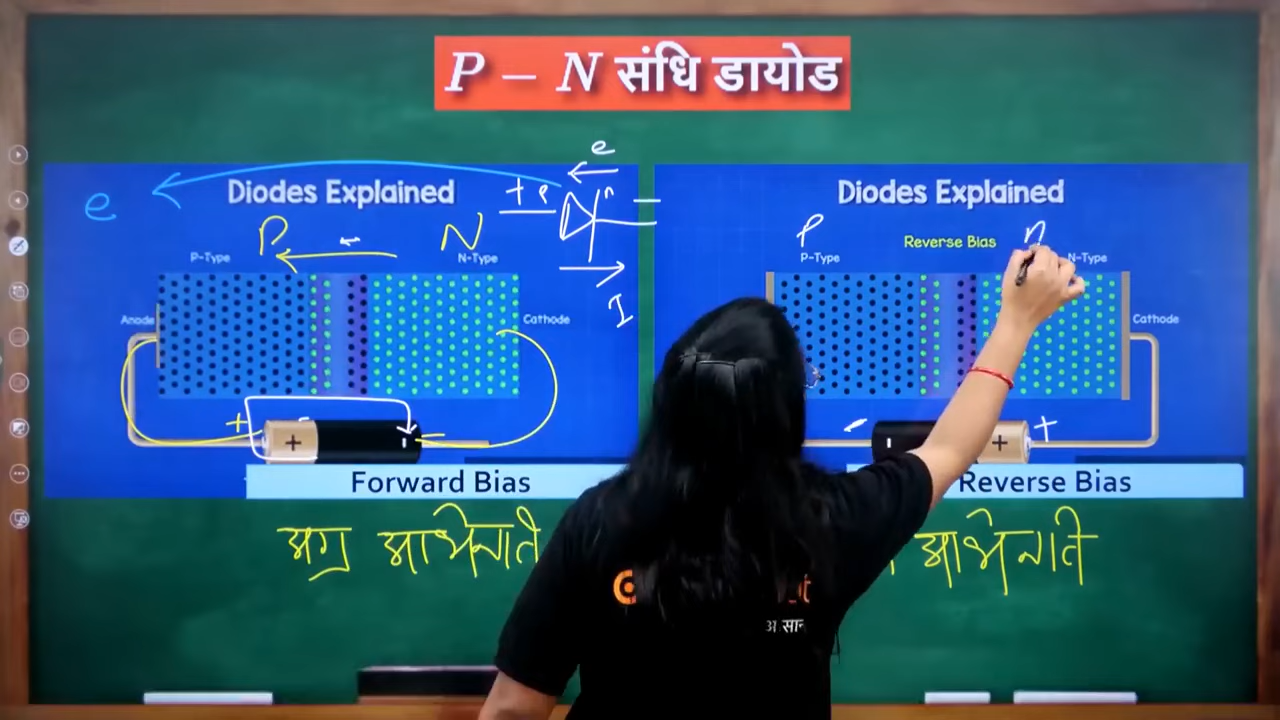 P – N संधि डायोड
e
Diodes Explained
P
N
P-Type
N-Type
Anode
Cathode
+
+ -
Forward Bias
अग्र अभिनति
e
+ p n –
I
Diodes Explained
P
Reverse Bias
n
P-Type
N-Type
Cathode
-
+
- +
Reverse Bias
अभिनति